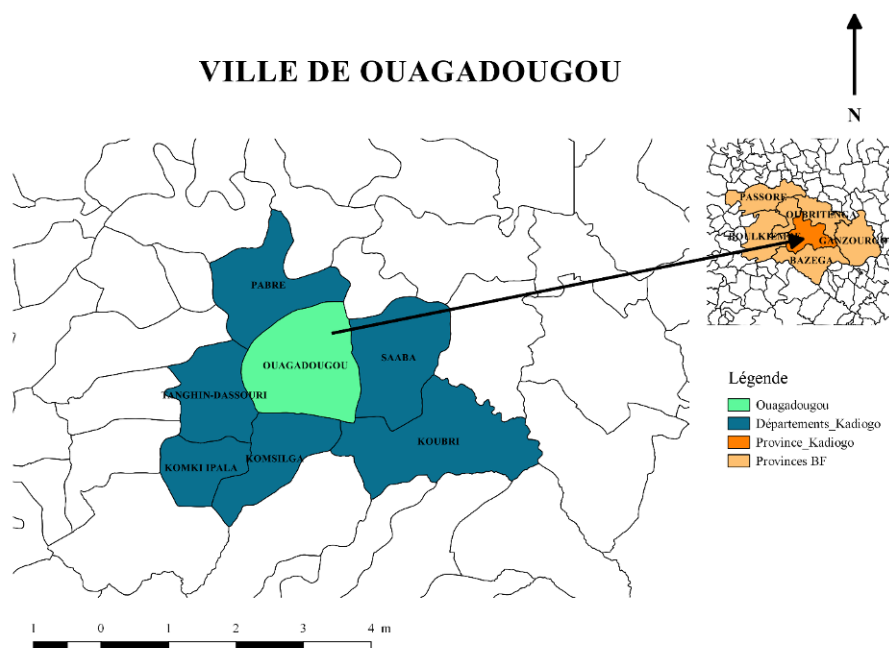 VILLE DE OUAGADOUGOU
N
PASSORE
OUBRITENGA
BOULKIEMDE
GANZOURGOU
BAZEGA
PABRE
OUAGADOUGOU
SAABA
TANGHIN-DASSOURI
KOMKI IPALA
KOMSILGA
KOUBRI
Légende
Ouagadougou
Départements_Kadiogo
Province_Kadiogo
Provinces BF
1 0 1 2 3 4 m